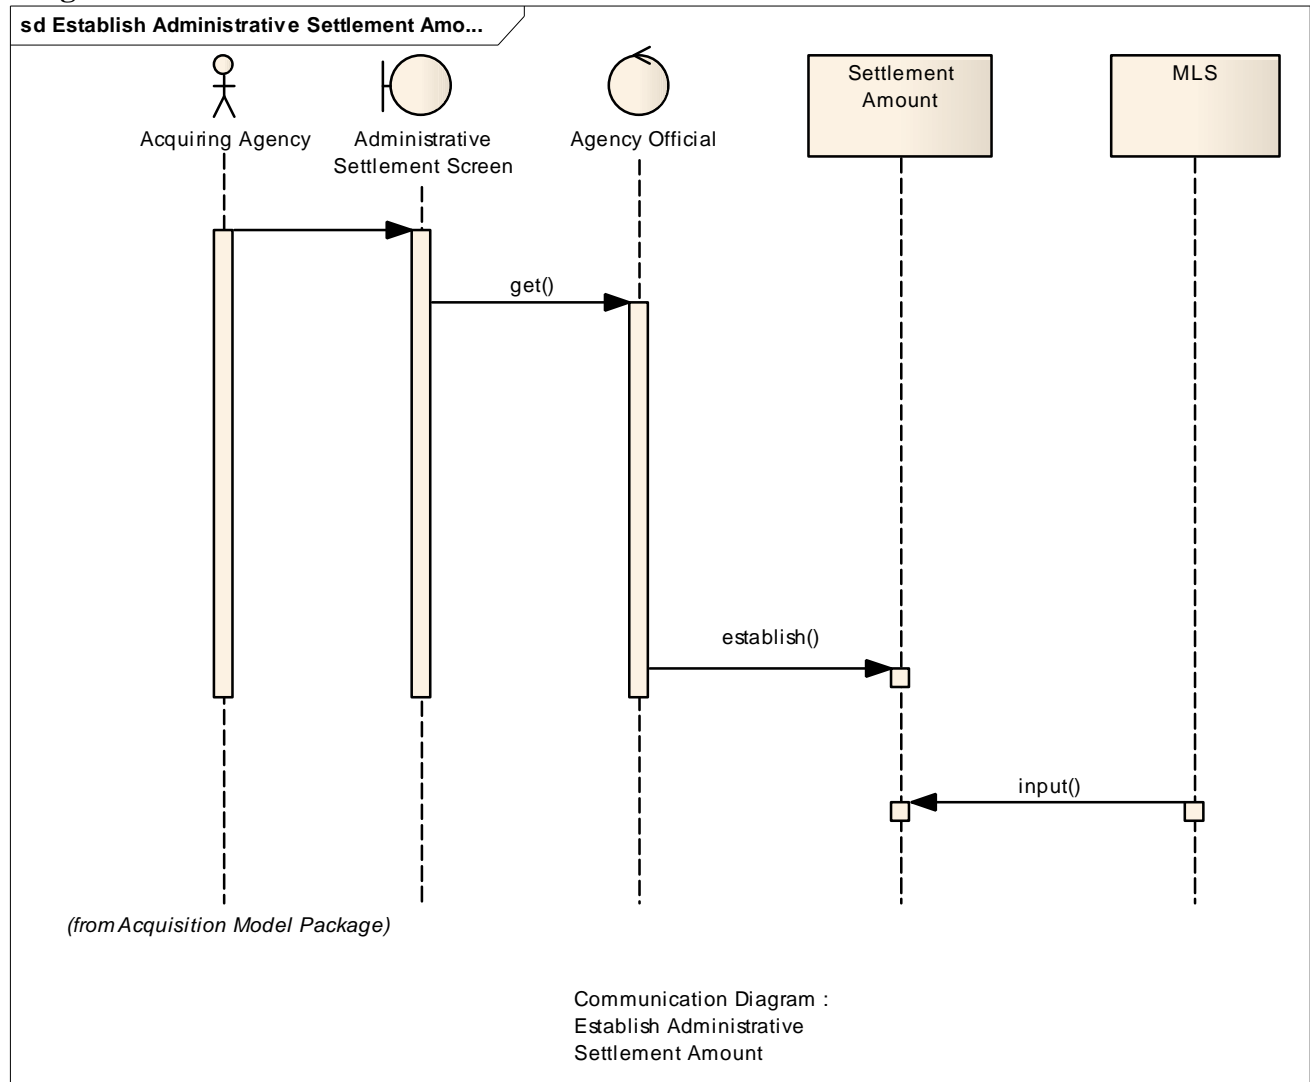 sd Establish Administrative Settlement Amo...
Acquiring Agency
Administrative
Settlement Screen
Agency Official
Settlement
Amount
MLS
get()
establish()
input()
(from Acquisition Model Package)
Communication Diagram :
Establish Administrative
Settlement Amount